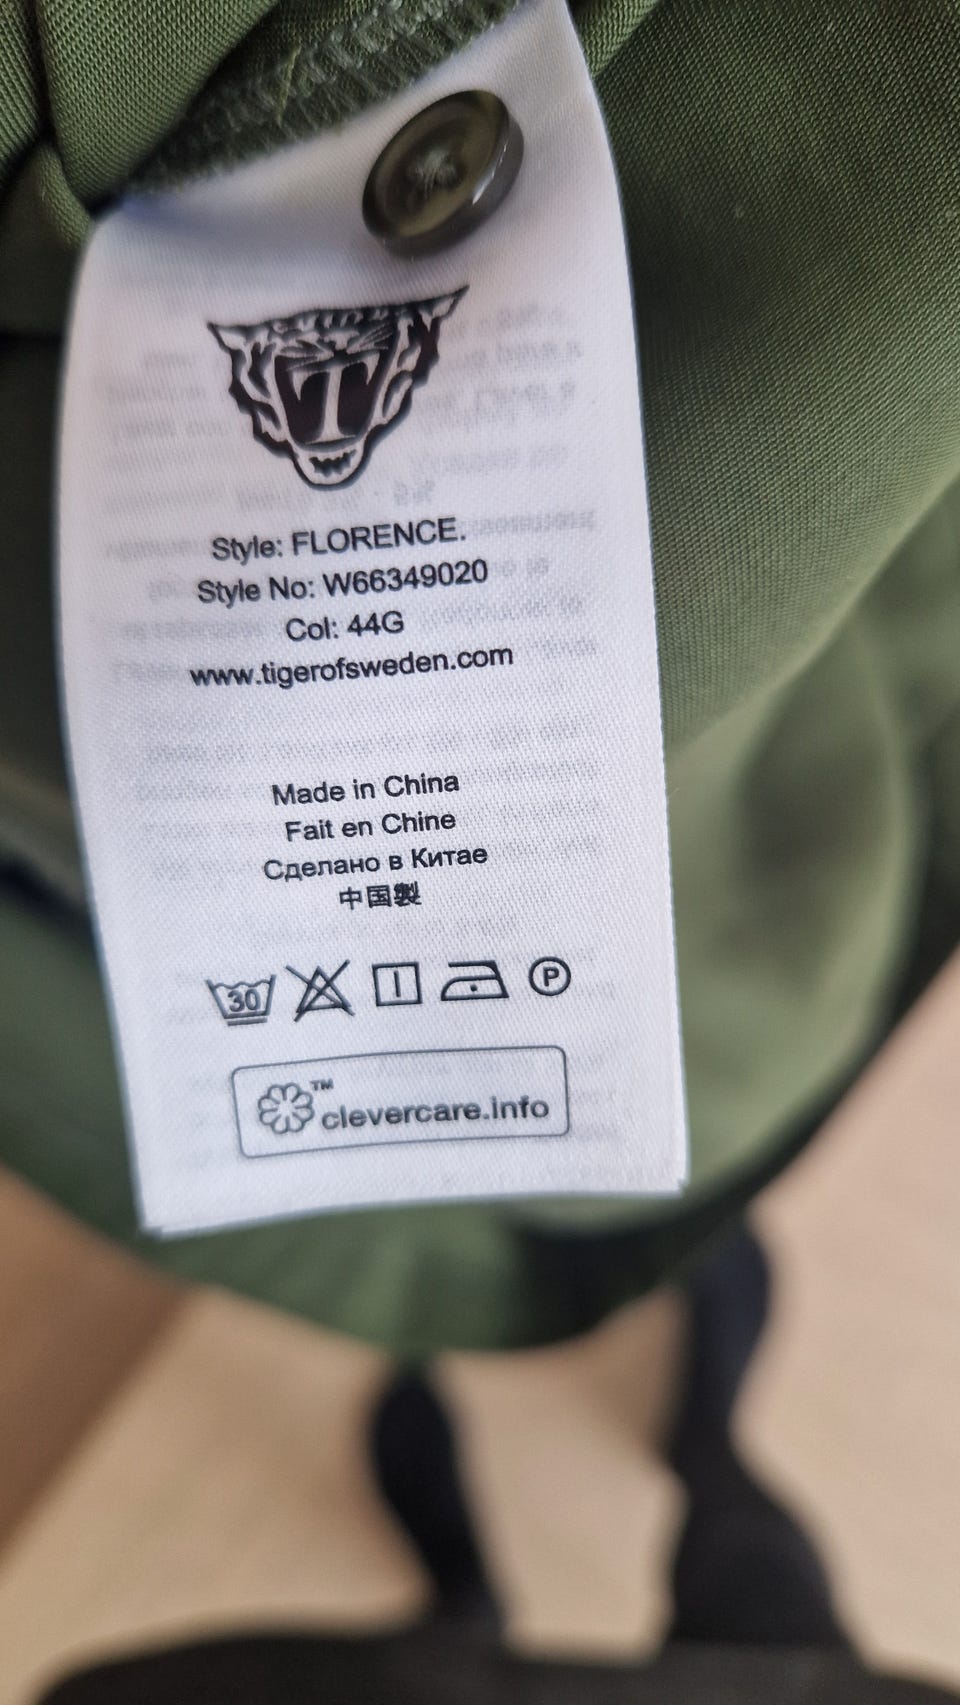 Style: FLORENCE.
Style No: W66349020
Col: 44G
www.tigerofsweden.com
Made in China
Fait en Chine
Сделано в Китае
中国製
30 P
™
clevercare.info